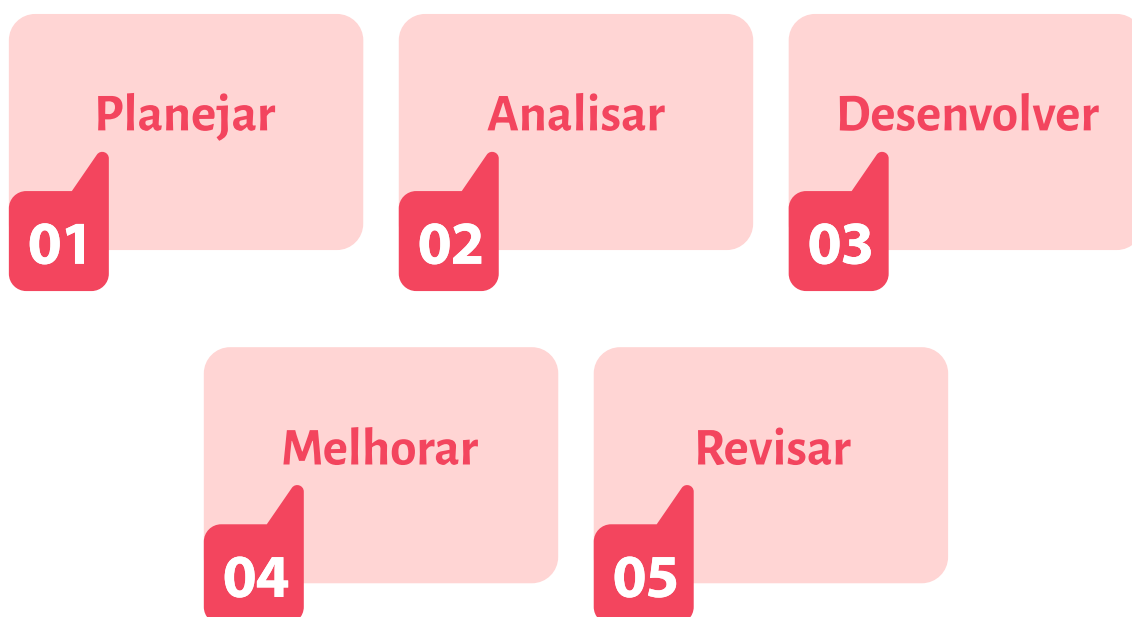 Planejar
01
Analisar
02
Desenvolver
03
Melhorar
04
Revisar
05